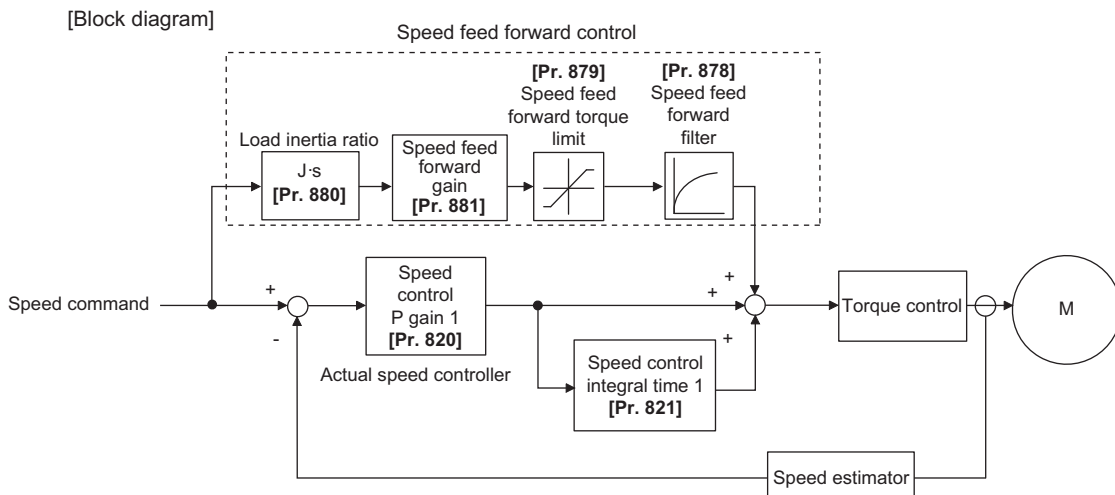 [Block diagram]
Speed feed forward control
[Pr. 879]
Speed feed
forward torque
limit
[Pr. 878]
Speed feed
forward
filter
Load inertia ratio
J·s
[Pr. 880]
Speed feed
forward
gain
[Pr. 881]
Speed command
+
-
Speed
control
P gain 1
[Pr. 820]
Actual speed controller
+
+
+
Speed control
integral time 1
[Pr. 821]
Torque control
M
Speed estimator